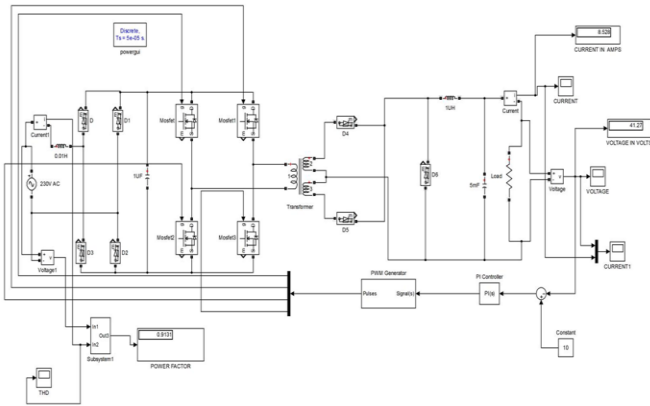 Discrete,
Ts = 5e-05 s.
powergui
8.526
CURRENT IN AMPS
CURRENT
41.27
VOLTAGE IN VOLTS
VOLTAGE
CURRENT1
Current1
0.01H
230V AC
Voltage1
D
D1
D3
D2
1UF
Mosfet
Mosfet1
Mosfet2
Mosfet3
Transformer
D4
D5
D6
1UH
5mF
Current
Load
Voltage
PWM Generator
Pulses
Signal(s)
PI Controller
PI(s)
Constant
10
In1
In2
Out3
Subsystem1
0.9131
POWER FACTOR
THD